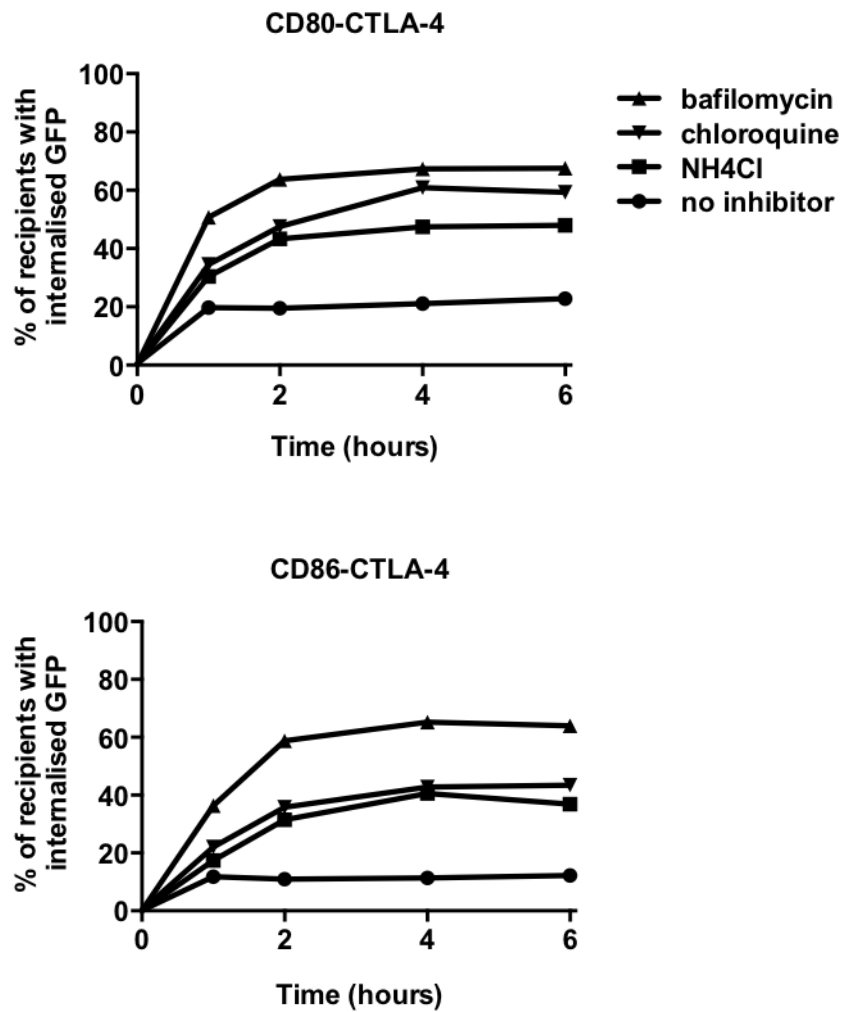 CD80-CTLA-4
% of recipients with
internalised GFP
100
80
60
40
20
0
0 2 4 6
Time (hours)
bafilomycin
chloroquine
NH4Cl
no inhibitor
CD86-CTLA-4
% of recipients with
internalised GFP
100
80
60
40
20
0
0 2 4 6
Time (hours)